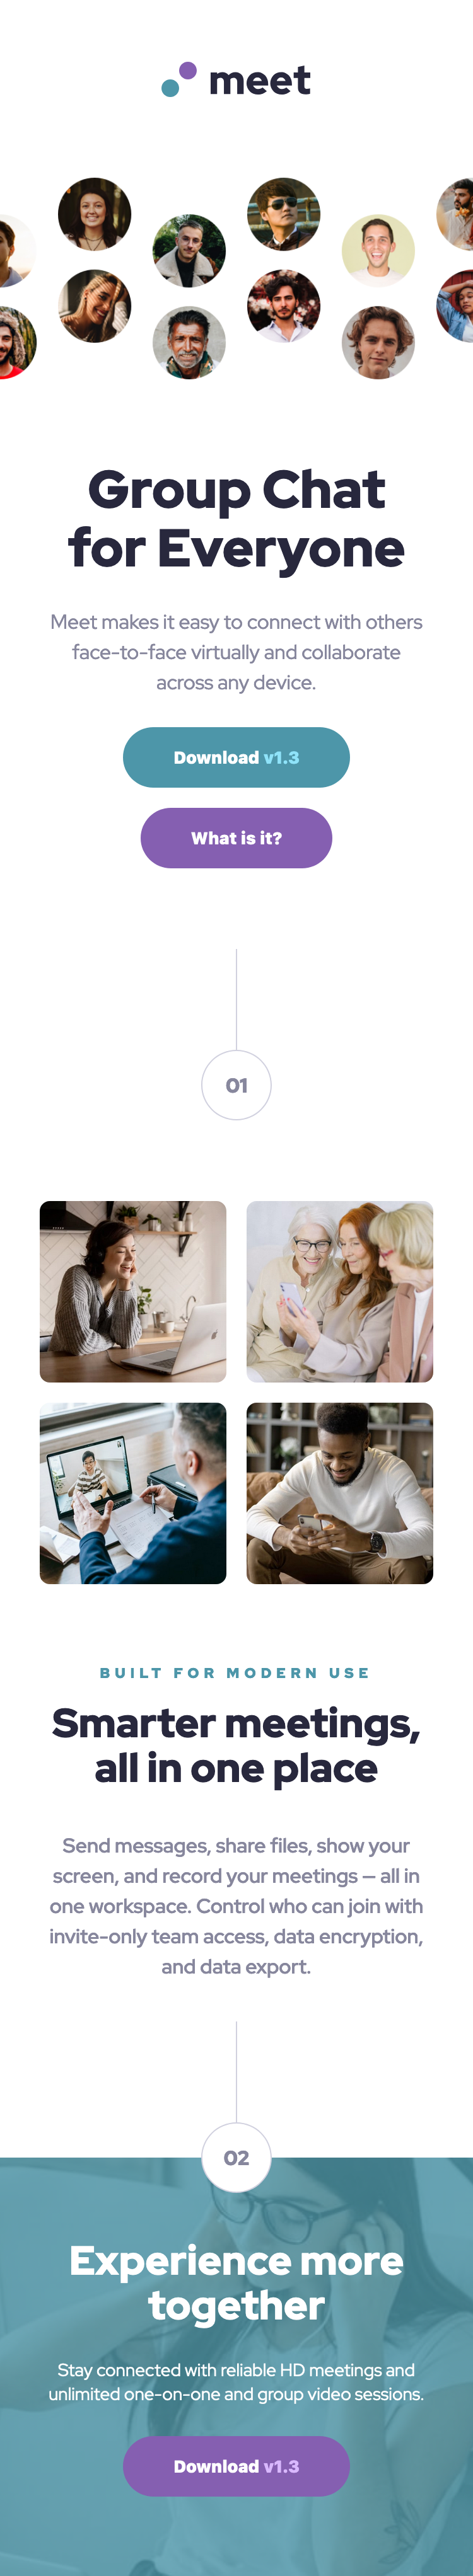 meet
Group Chat
for Everyone
Meet makes it easy to connect with others
face-to-face virtually and collaborate
across any device.
Download v1.3
What is it?
01
BUILT FOR MODERN USE
Smarter meetings,
all in one place
Send messages, share files, show your
screen, and record your meetings — all in
one workspace. Control who can join with
invite-only team access, data encryption,
and data export.
02
Experience more
together
Stay connected with reliable HD meetings and
unlimited one-on-one and group video sessions.
Download v1.3